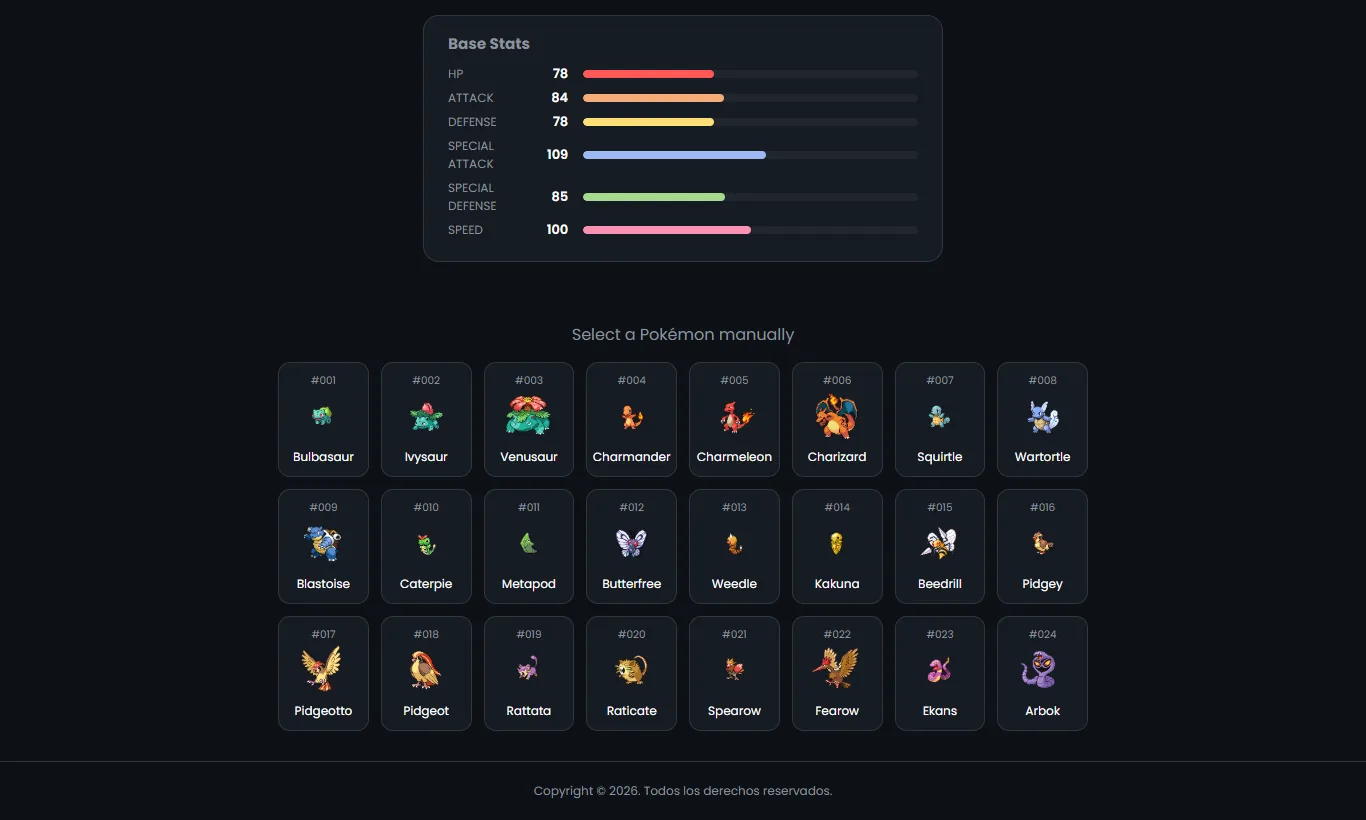 Base Stats
HP 78
ATTACK 84
DEFENSE 78
SPECIAL
ATTACK 109
SPECIAL
DEFENSE 85
SPEED 100
Select a Pokémon manually
#001 #002 #003 #004 #005 #006 #007 #008
Bulbasaur Ivysaur Venusaur Charmander Charmeleon Charizard Squirtle Wartortle
#009 #010 #011 #012 #013 #014 #015 #016
Blastoise Caterpie Metapod Butterfree Weedle Kakuna Beedrill Pidgey
#017 #018 #019 #020 #021 #022 #023 #024
Pidgeotto Pidgeot Rattata Raticate Spearow Fearow Ekans Arbok
Copyright © 2026. Todos los derechos reservados.